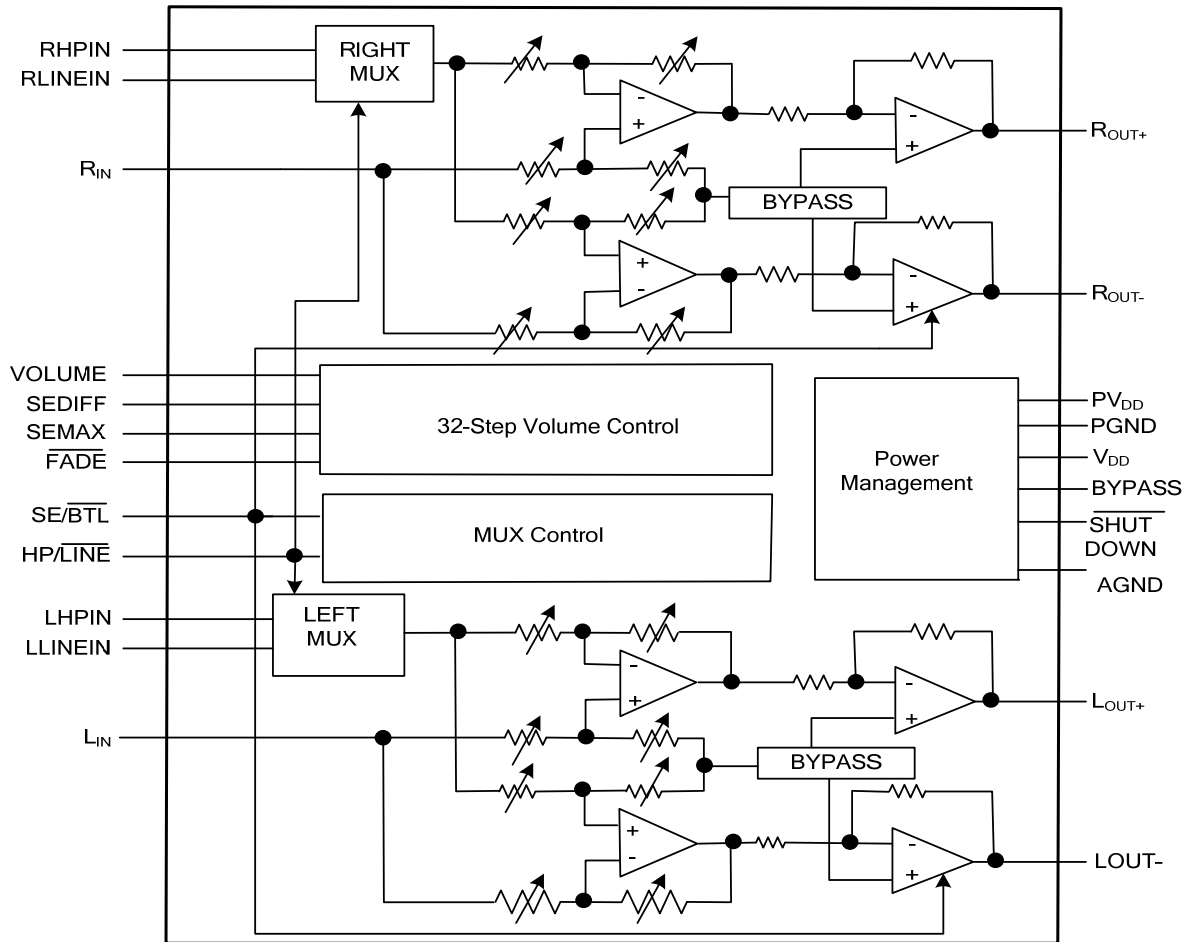 RHPIN
RLINEIN
RIGHT
MUX
-
+
-
+
ROUT+
RIN
BYPASS
+
-
-
+
ROUT-
VOLUME
SEDIFF
SEMAX
FADE
32-Step Volume Control
SE/BTL
HP/LINE
MUX Control
Power
Management
PVDD
PGND
VDD
BYPASS
SHUT
DOWN
AGND
LHPIN
LLINEIN
LEFT
MUX
-
+
-
+
LOUT+
LIN
BYPASS
+
-
-
+
LOUT-